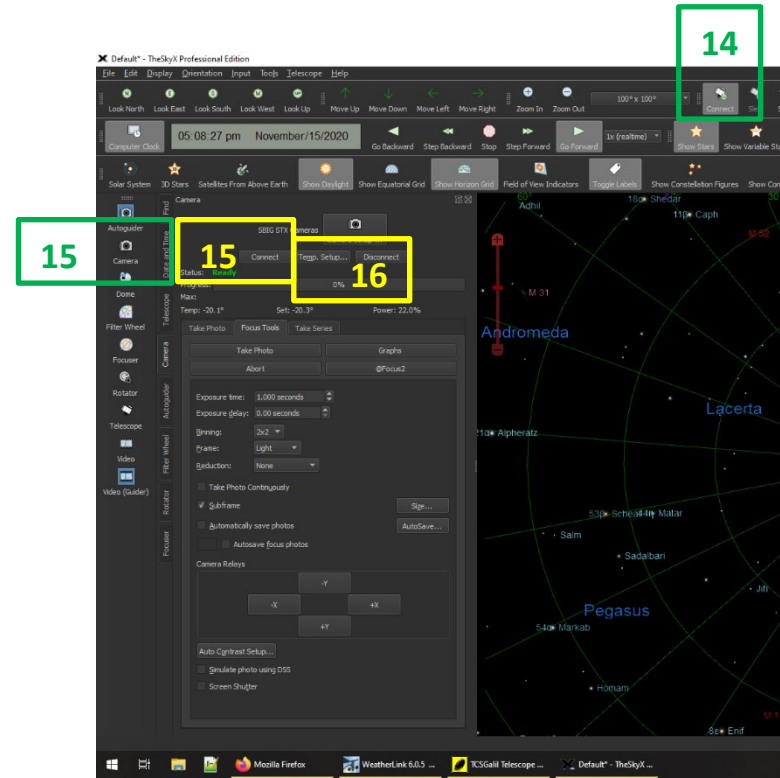 14
Default* - TheSkyX Professional Edition
File Edit Display Orientation Input Tools Telescope Help
Look North Look East Look South Look West Look Up Move Up Move Down Move Left Move Right Zoom In Zoom Out 100° x 100° Connect
Computer Clock 05:08:27 pm November/15/2020 Go Backward Step Backward Stop Step Forward Go Forward 1x (realtime) Show Stars Show Variable Sta
Solar System 3D Stars Satellites From Above Earth Show Daylight Show Equatorial Grid Show Horizon Grid Field of View Indicators Toggle Labels Show Constellation Figures Show Con
Autoguider
Camera
Dome
Filter Wheel
Focuser
Rotator
Telescope
Video
Video (Guider)
15
Find
Data and Time
Telescope
Camera
Autoguider
Filter Wheel
Rotator
Focuser
Camera
15
SBIG STX Cameras
Connect Temp. Setup... Disconnect
16
Status: Ready
Progress: 0%
Max:
Temp: -20.1° Set: -20.3° Power: 22.0%
Take Photo Focus Tools Take Series
Take Photo Graphs
Abort @Focus2
Exposure time: 1.000 seconds
Exposure delay: 0.00 seconds
Binning: 2x2
Frame: Light
Reduction: None
Take Photo Continuously
Subframe Size...
Automatically save photos AutoSave...
Autosave focus photos
Camera Relays
-Y
-X +X
+Y
Auto Contrast Setup...
Simulate photo using DSS
Screen Shutter
60°
Adhil
18α Shedar
30
11β Caph
M 52
M 31
Andromeda
Lacerta
21α Alpheratz
53β Scheat
44η Matar
Salm
Sadalbari
Pegasus
54α Markab
Homam
8ε Enif
Mozilla Firefox WeatherLink 6.0.5 ... TCSGalil Telescope ... Default* - TheSkyX ...